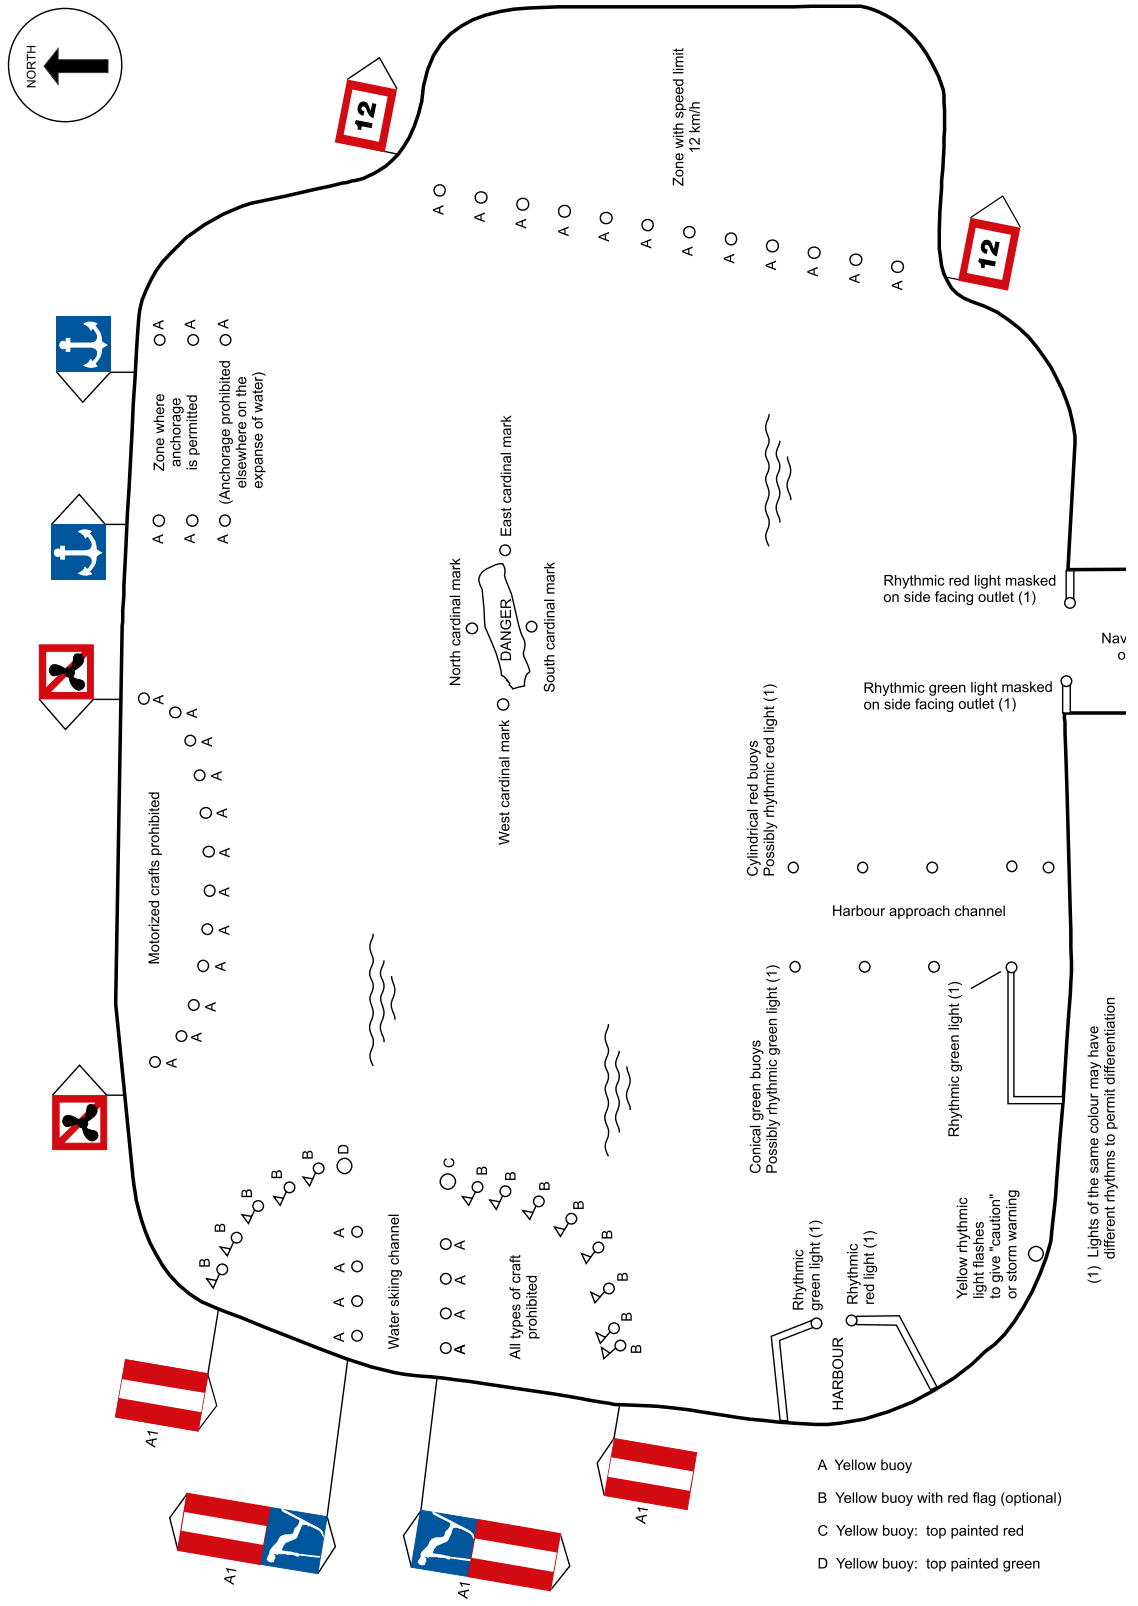 NORTH
12
Zone with speed limit
12 km/h
A
A
A
A
A
A
A
A
A
A
A
A
12
A
A
A
Zone where
anchorage
is permitted
(Anchorage prohibited
elsewhere on the
expanse of water)
A
A
A
North cardinal mark
East cardinal mark
DANGER
South cardinal mark
West cardinal mark
Rhythmic red light masked
on side facing outlet (1)
Nav
o
Rhythmic green light masked
on side facing outlet (1)
A
A
A
A
A
A
A
A
A
A
A
A
Motorized crafts prohibited
Cylindrical red buoys
Possibly rhythmic red light (1)
Harbour approach channel
Conical green buoys
Possibly rhythmic green light (1)
Rhythmic green light (1)
B
B
B
B
B
D
C
B
B
B
B
B
B
B
B
A
A
A
A
Water skiing channel
A
A
A
A
All types of craft
prohibited
Rhythmic
green light (1)
Rhythmic
red light (1)
HARBOUR
Yellow rhythmic
light flashes
to give "caution"
or storm warning
(1) Lights of the same colour may have
different rhythms to permit differentiation
A1
A1
A1
A1
A Yellow buoy
B Yellow buoy with red flag (optional)
C Yellow buoy: top painted red
D Yellow buoy: top painted green